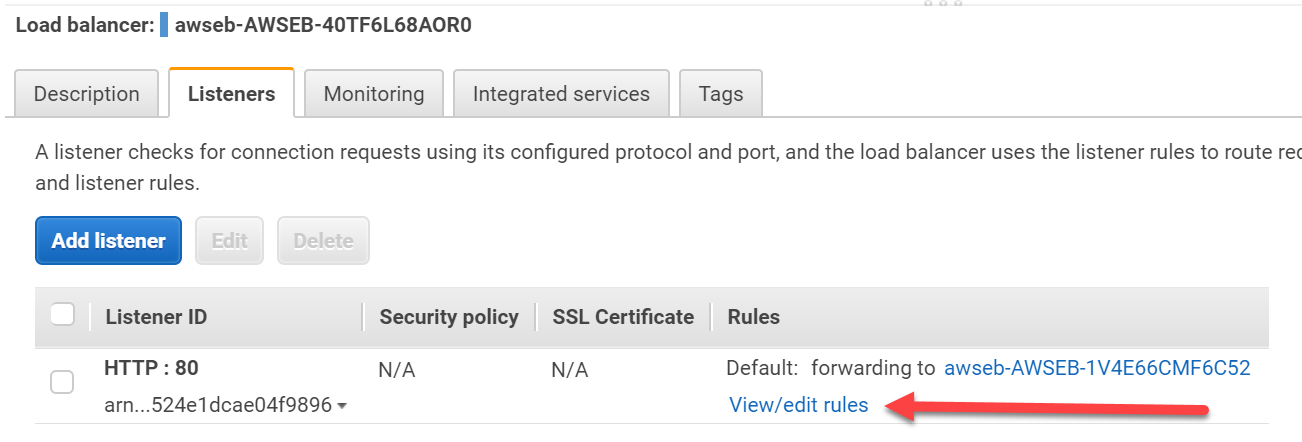 Load balancer: awseb-AWSEB-40TF6L68AOR0
Description Listeners Monitoring Integrated services Tags
A listener checks for connection requests using its configured protocol and port, and the load balancer uses the listener rules to route
and listener rules.
Add listener Edit Delete
Listener ID Security policy SSL Certificate Rules
HTTP : 80 N/A N/A Default: forwarding to awseb-AWSEB-1V4E66CMF6C52
arn...524e1dcae04f9896 View/edit rules